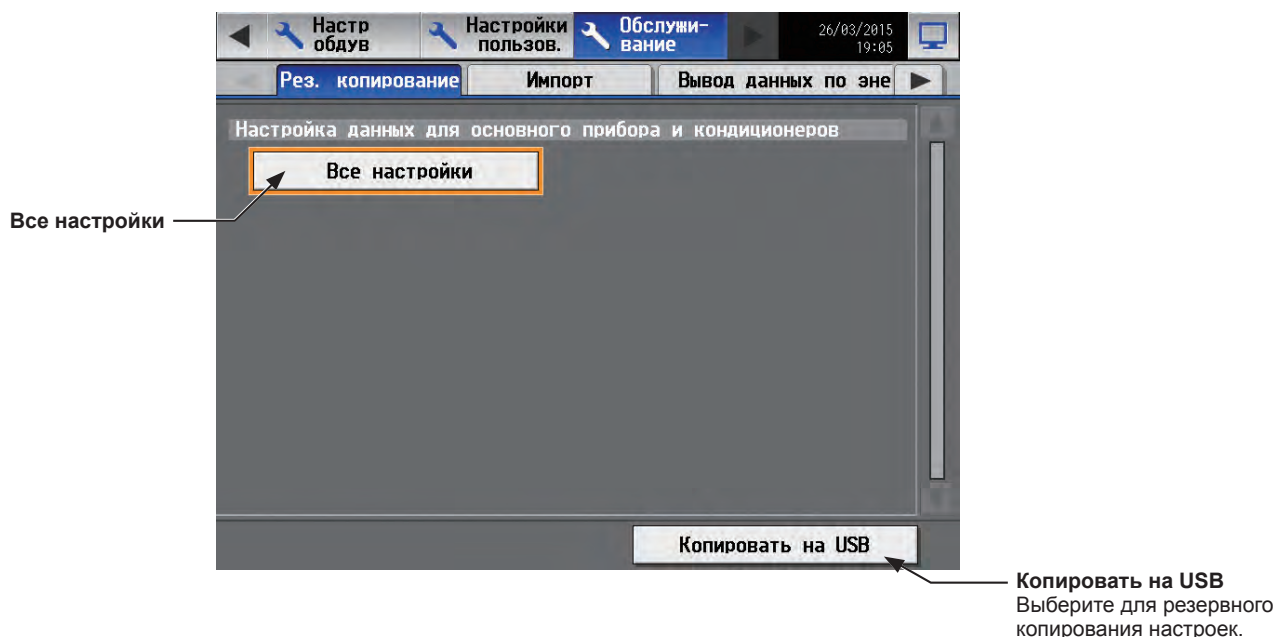 Настр обдув
Настройки пользов.
Обслужи-
вание
26/03/2015
19:05
Рез. копирование
Импорт
Вывод данных по эне
Настройка данных для основного прибора и кондиционеров
Все настройки
Все настройки
Копировать на USB
Копировать на USB
Выберите для резервного
копирования настроек.